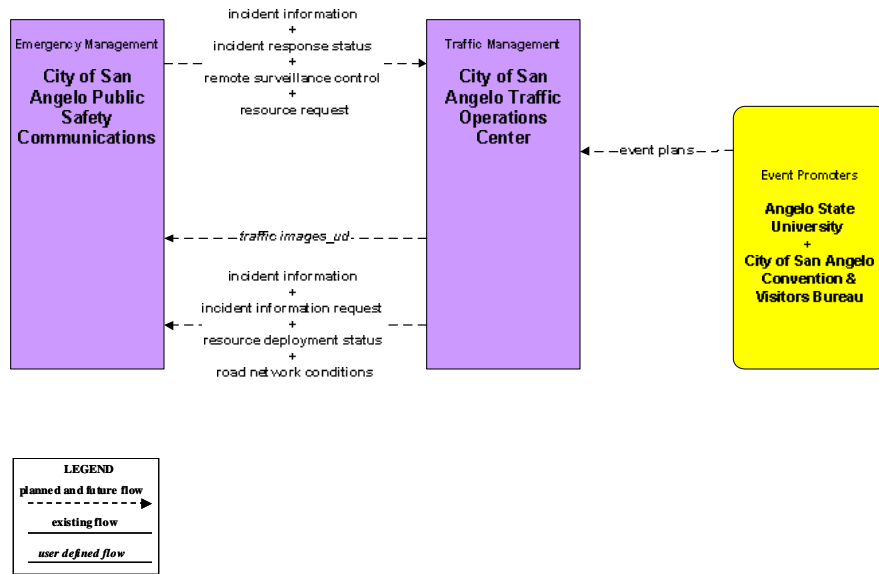 Emergency Management
City of San
Angelo Public
Safety
Communications
incident information
+
incident response status
+
remote surveillance control
+
resource request
traffic images_ud
incident information
+
incident information request
+
resource deployment status
+
road network conditions
Traffic Management
City of San
Angelo Traffic
Operations
Center
event plans
Event Promoters
Angelo State
University
+
City of San Angelo
Convention &
Visitors Bureau
LEGEND
planned and future flow
existing flow
user defined flow